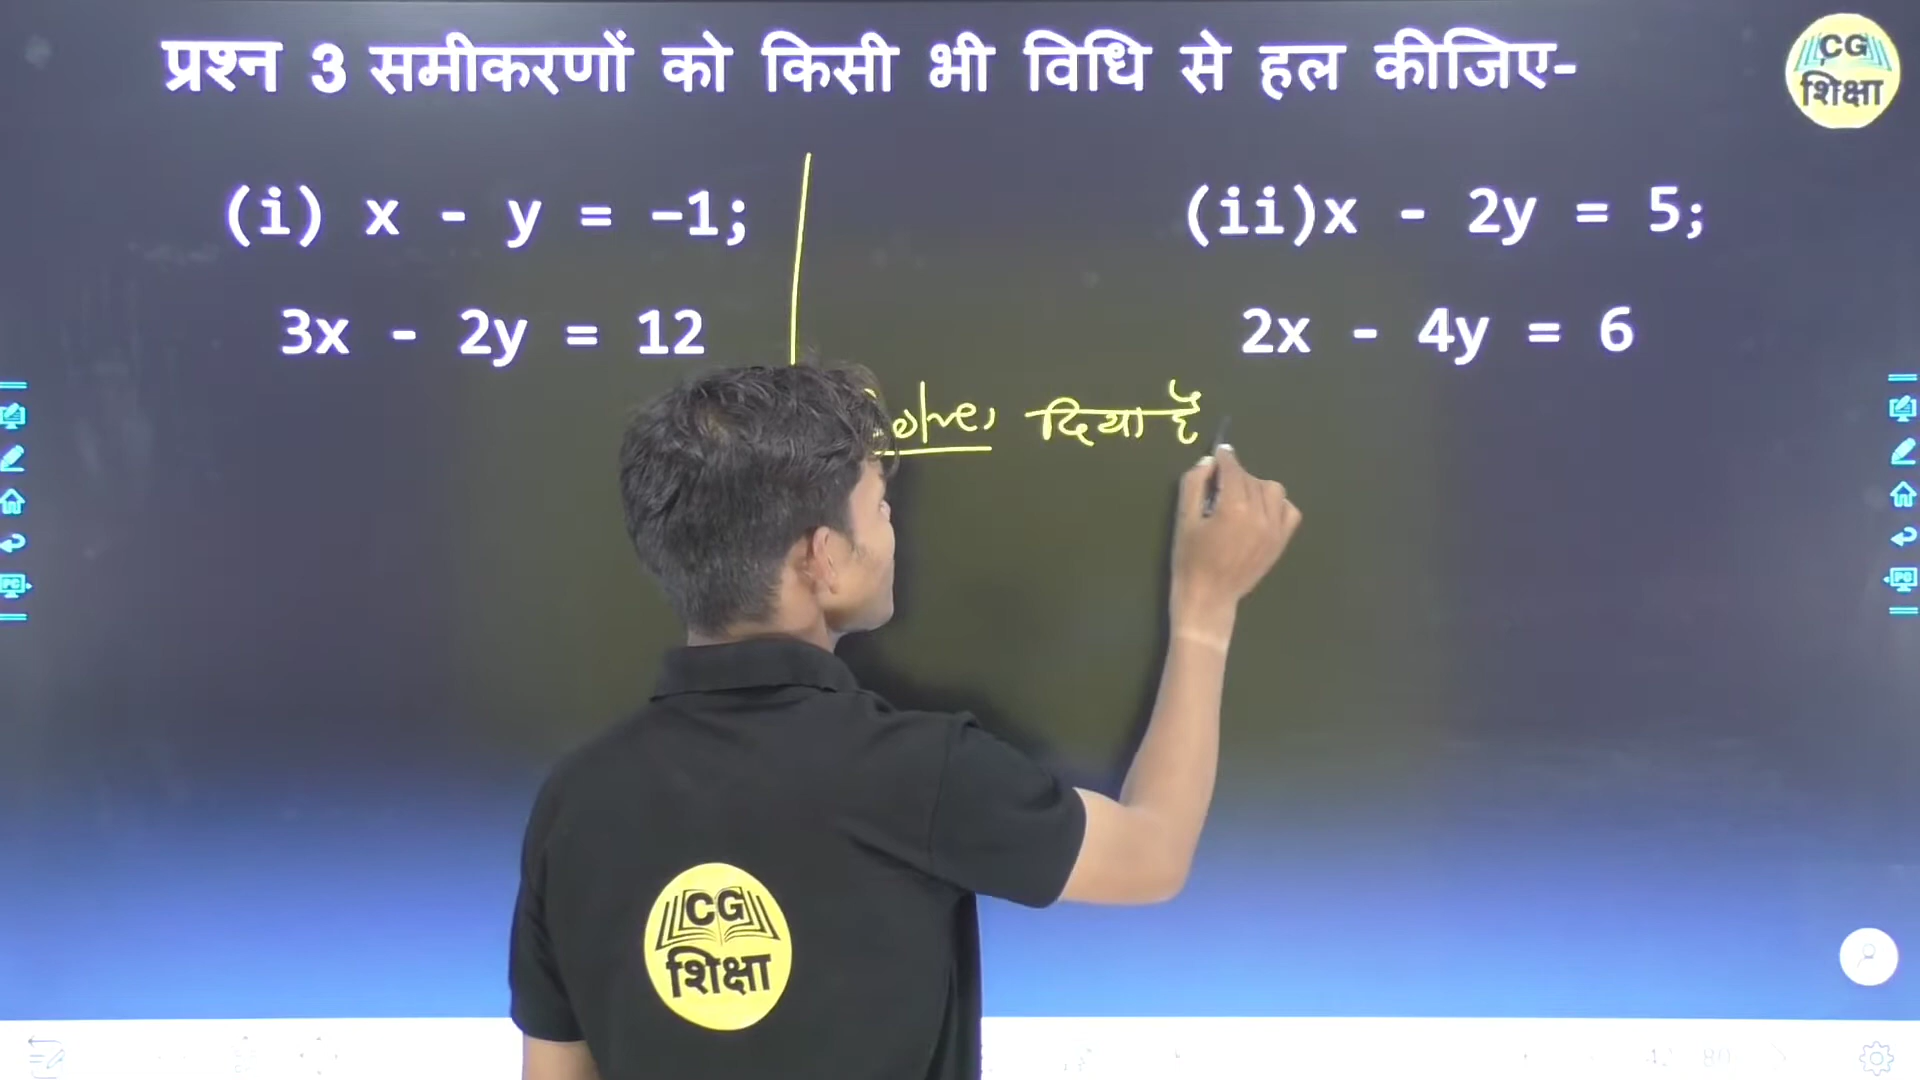 प्रश्न 3 समीकरणों को किसी भी विधि से हल कीजिए-
CG
शिक्षा
(i) x - y = –1;
(ii)x - 2y = 5;
3x - 2y = 12
2x - 4y = 6
दिया है
CG
शिक्षा